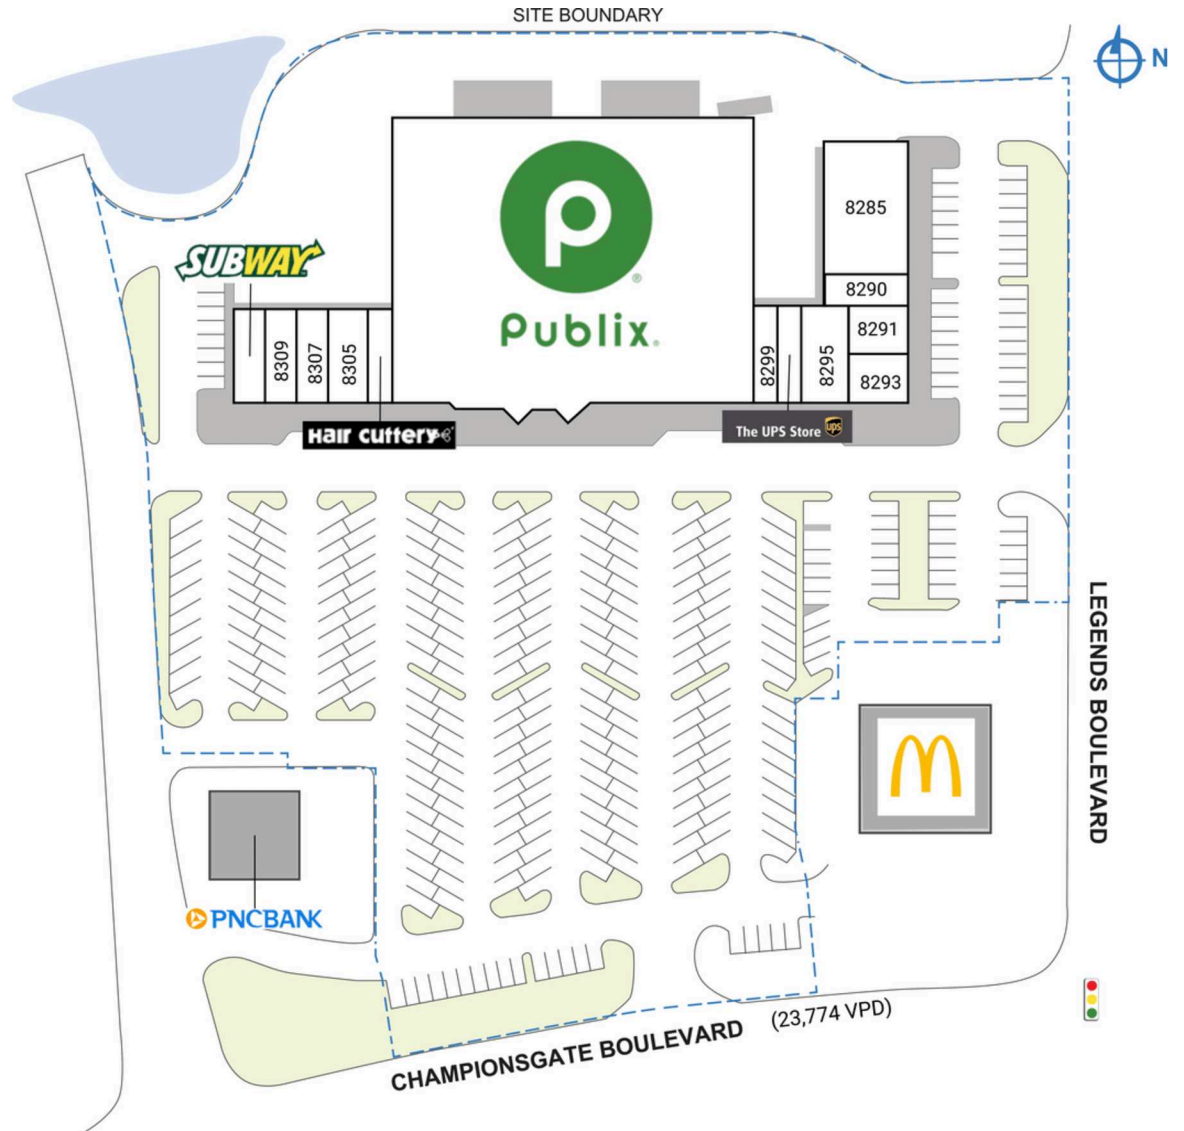 SITE BOUNDARY
N
P
®
Publix®
SUBWAY
8285
8290
8291
8293
8309
8307
8305
8299
8295
Hair Cuttery
The UPS Store ups
LEGENDS BOULEVARD
M
PNCBANK
CHAMPIONSGATE BOULEVARD
(23,774 VPD)